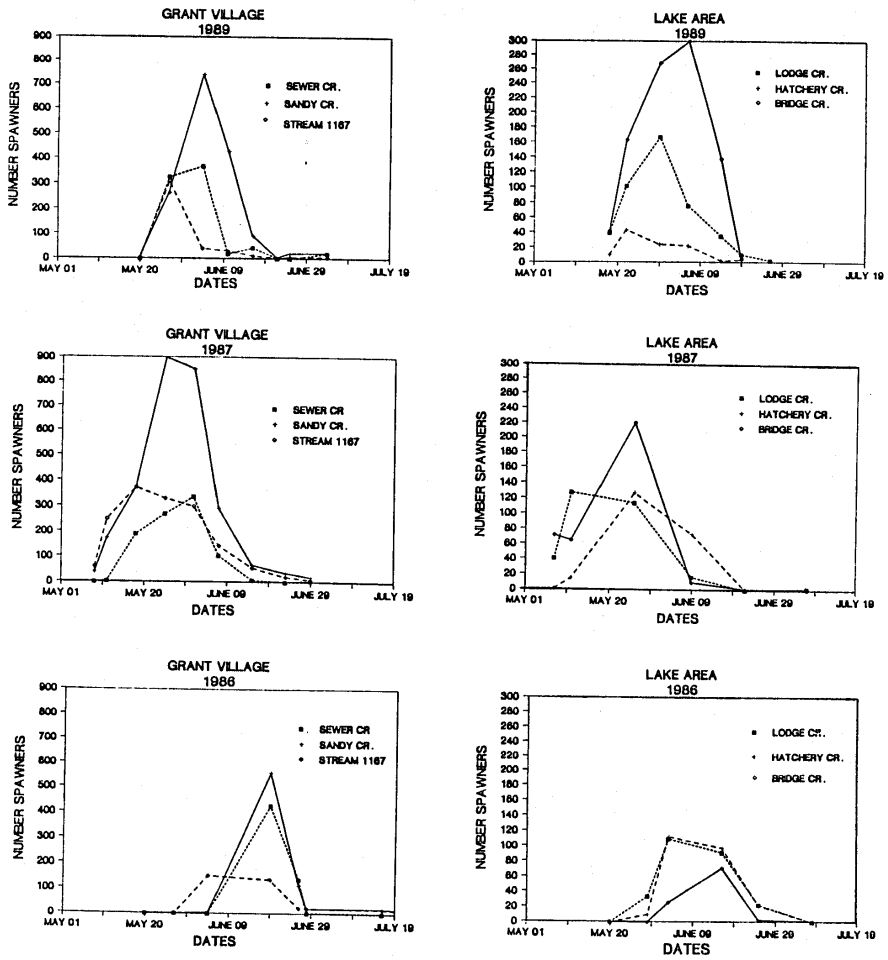 GRANT VILLAGE
1989
900
800
700
600
500
400
300
200
100
0
NUMBER SPAWNERS
SEWER CR.
SANDY CR.
STREAM 1167
MAY 01
MAY 20
JUNE 09
JUNE 29
JULY 19
DATES
LAKE AREA
1989
300
280
260
240
220
200
180
160
140
120
100
80
60
40
20
0
NUMBER SPAWNERS
LODGE CR.
HATCHERY CR.
BRIDGE CR.
MAY 01
MAY 20
JUNE 09
JUNE 29
JULY 19
DATES
GRANT VILLAGE
1987
900
800
700
600
500
400
300
200
100
0
NUMBER SPAWNERS
SEWER CR
SANDY CR.
STREAM 1167
MAY 01
MAY 20
JUNE 09
JUNE 29
JULY 19
DATES
LAKE AREA
1987
300
280
260
240
220
200
180
160
140
120
100
80
60
40
20
0
NUMBER SPAWNERS
LODGE CR.
HATCHERY CR.
BRIDGE CR.
MAY 01
MAY 20
JUNE 09
JUNE 29
JULY 19
DATES
GRANT VILLAGE
1986
900
800
700
600
500
400
300
200
100
0
NUMBER SPAWNERS
SEWER CR
SANDY CR.
STREAM 1167
MAY 01
MAY 20
JUNE 09
JUNE 29
JULY 19
DATES
LAKE AREA
1986
300
280
260
240
220
200
180
160
140
120
100
80
60
40
20
0
NUMBER SPAWNERS
LODGE CR.
HATCHERY CR.
BRIDGE CR.
MAY 01
MAY 20
JUNE 09
JUNE 29
JULY 19
DATES